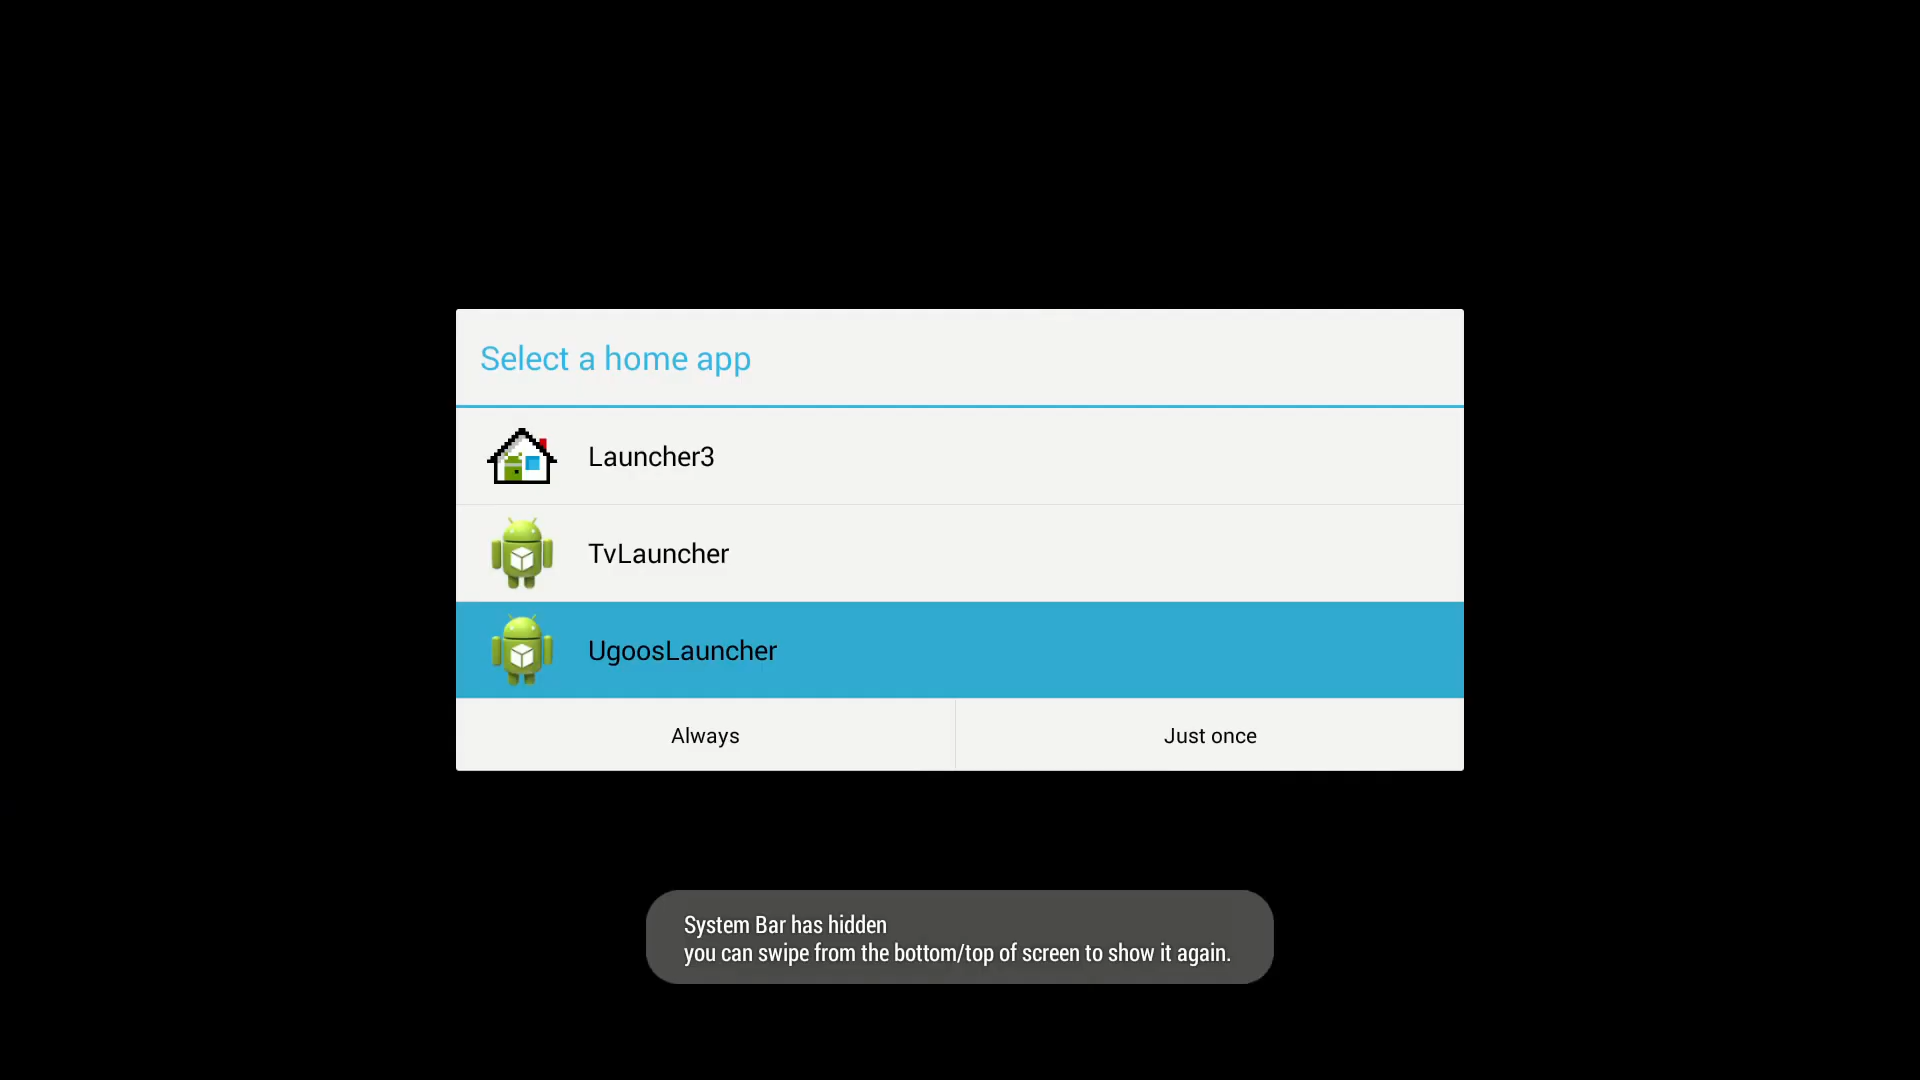 Select a home app
Launcher3
TvLauncher
UgoosLauncher
Always
Just once
System Bar has hidden
you can swipe from the bottom/top of screen to show it again.